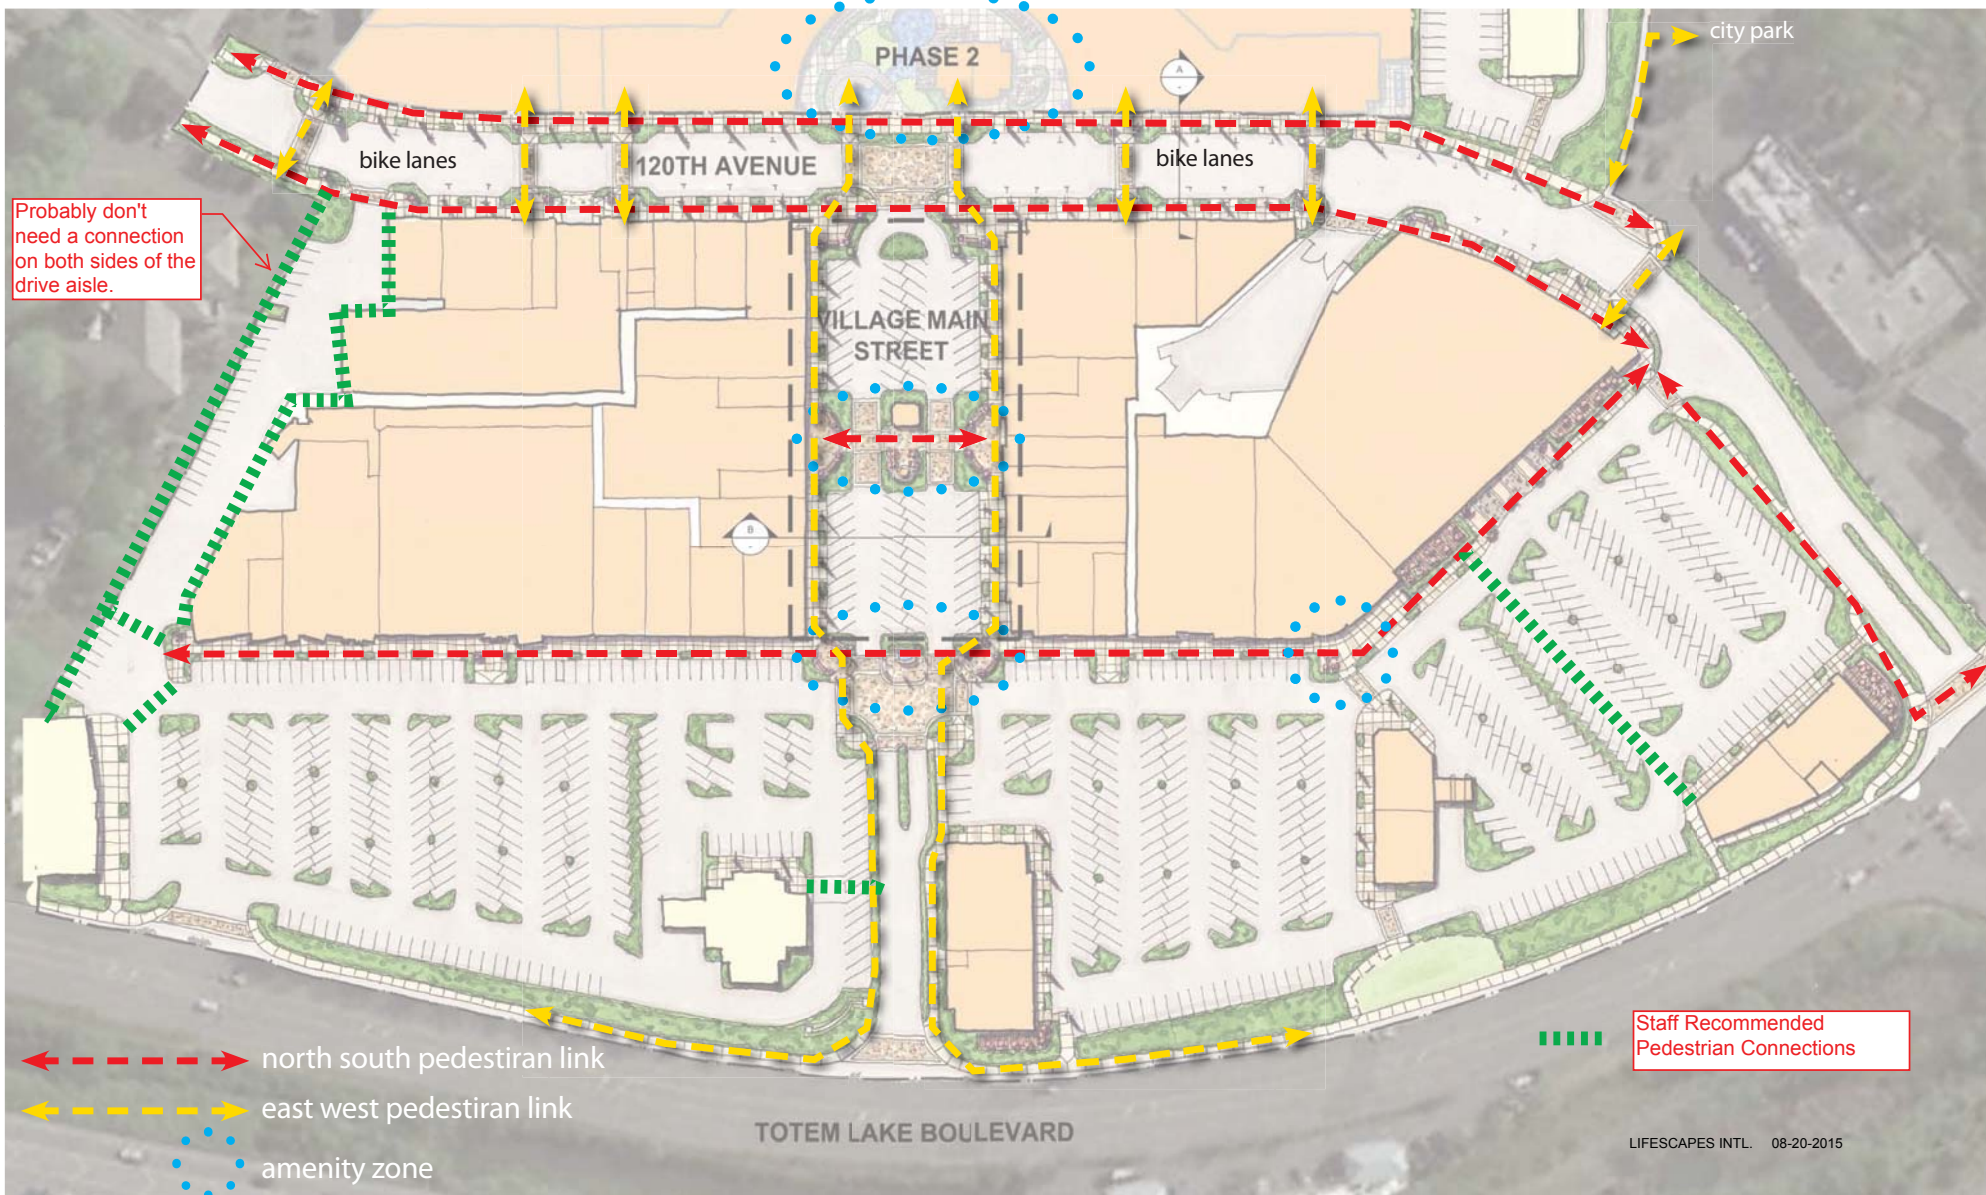 city park
PHASE 2
A
bike lanes
120TH AVENUE
bike lanes
Probably don't
need a connection
on both sides of the
drive aisle.
VILLAGE MAIN
STREET
B
Staff Recommended
Pedestrian Connections
north south pedestiran link
east west pedestiran link
amenity zone
TOTEM LAKE BOULEVARD
LIFESCAPES INTL. 08-20-2015